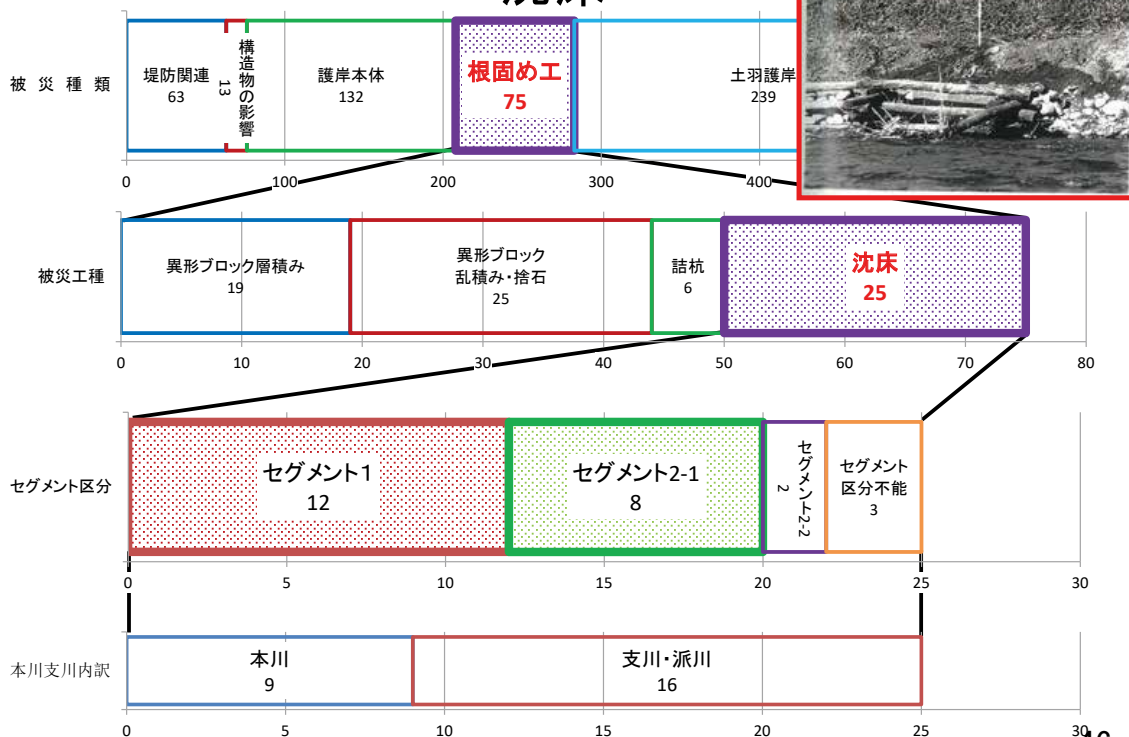 被災種類
堤防関連
63
構造物の影響
13
護岸本体
132
根固め工
75
土羽護岸
239
0 100 200 300 400
被災工種
異形ブロック層積み
19
異形ブロック
乱積み・捨石
25
詰杭
6
沈床
25
0 10 20 30 40 50 60 70 80
セグメント区分
セグメント1
12
セグメント2-1
8
セグメント2-2
2
セグメント
区分不能
3
0 5 10 15 20 25 30
本川支川内訳
本川
9
支川・派川
16
0 5 10 15 20 25 30